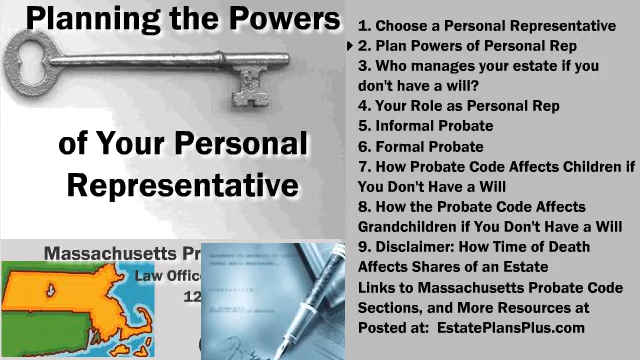 Planning the Powers
of Your Personal
Representative
Massachusetts Pr
Law Offic
12
1. Choose a Personal Representative
2. Plan Powers of Personal Rep
3. Who manages your estate if you
don't have a will?
4. Your Role as Personal Rep
5. Informal Probate
6. Formal Probate
7. How Probate Code Affects Children if
You Don't Have a Will
8. How the Probate Code Affects
Grandchildren if You Don't Have a Will
9. Disclaimer: How Time of Death
Affects Shares of an Estate
Links to Massachusetts Probate Code
Sections, and More Resources at
Posted at: EstatePlansPlus.com